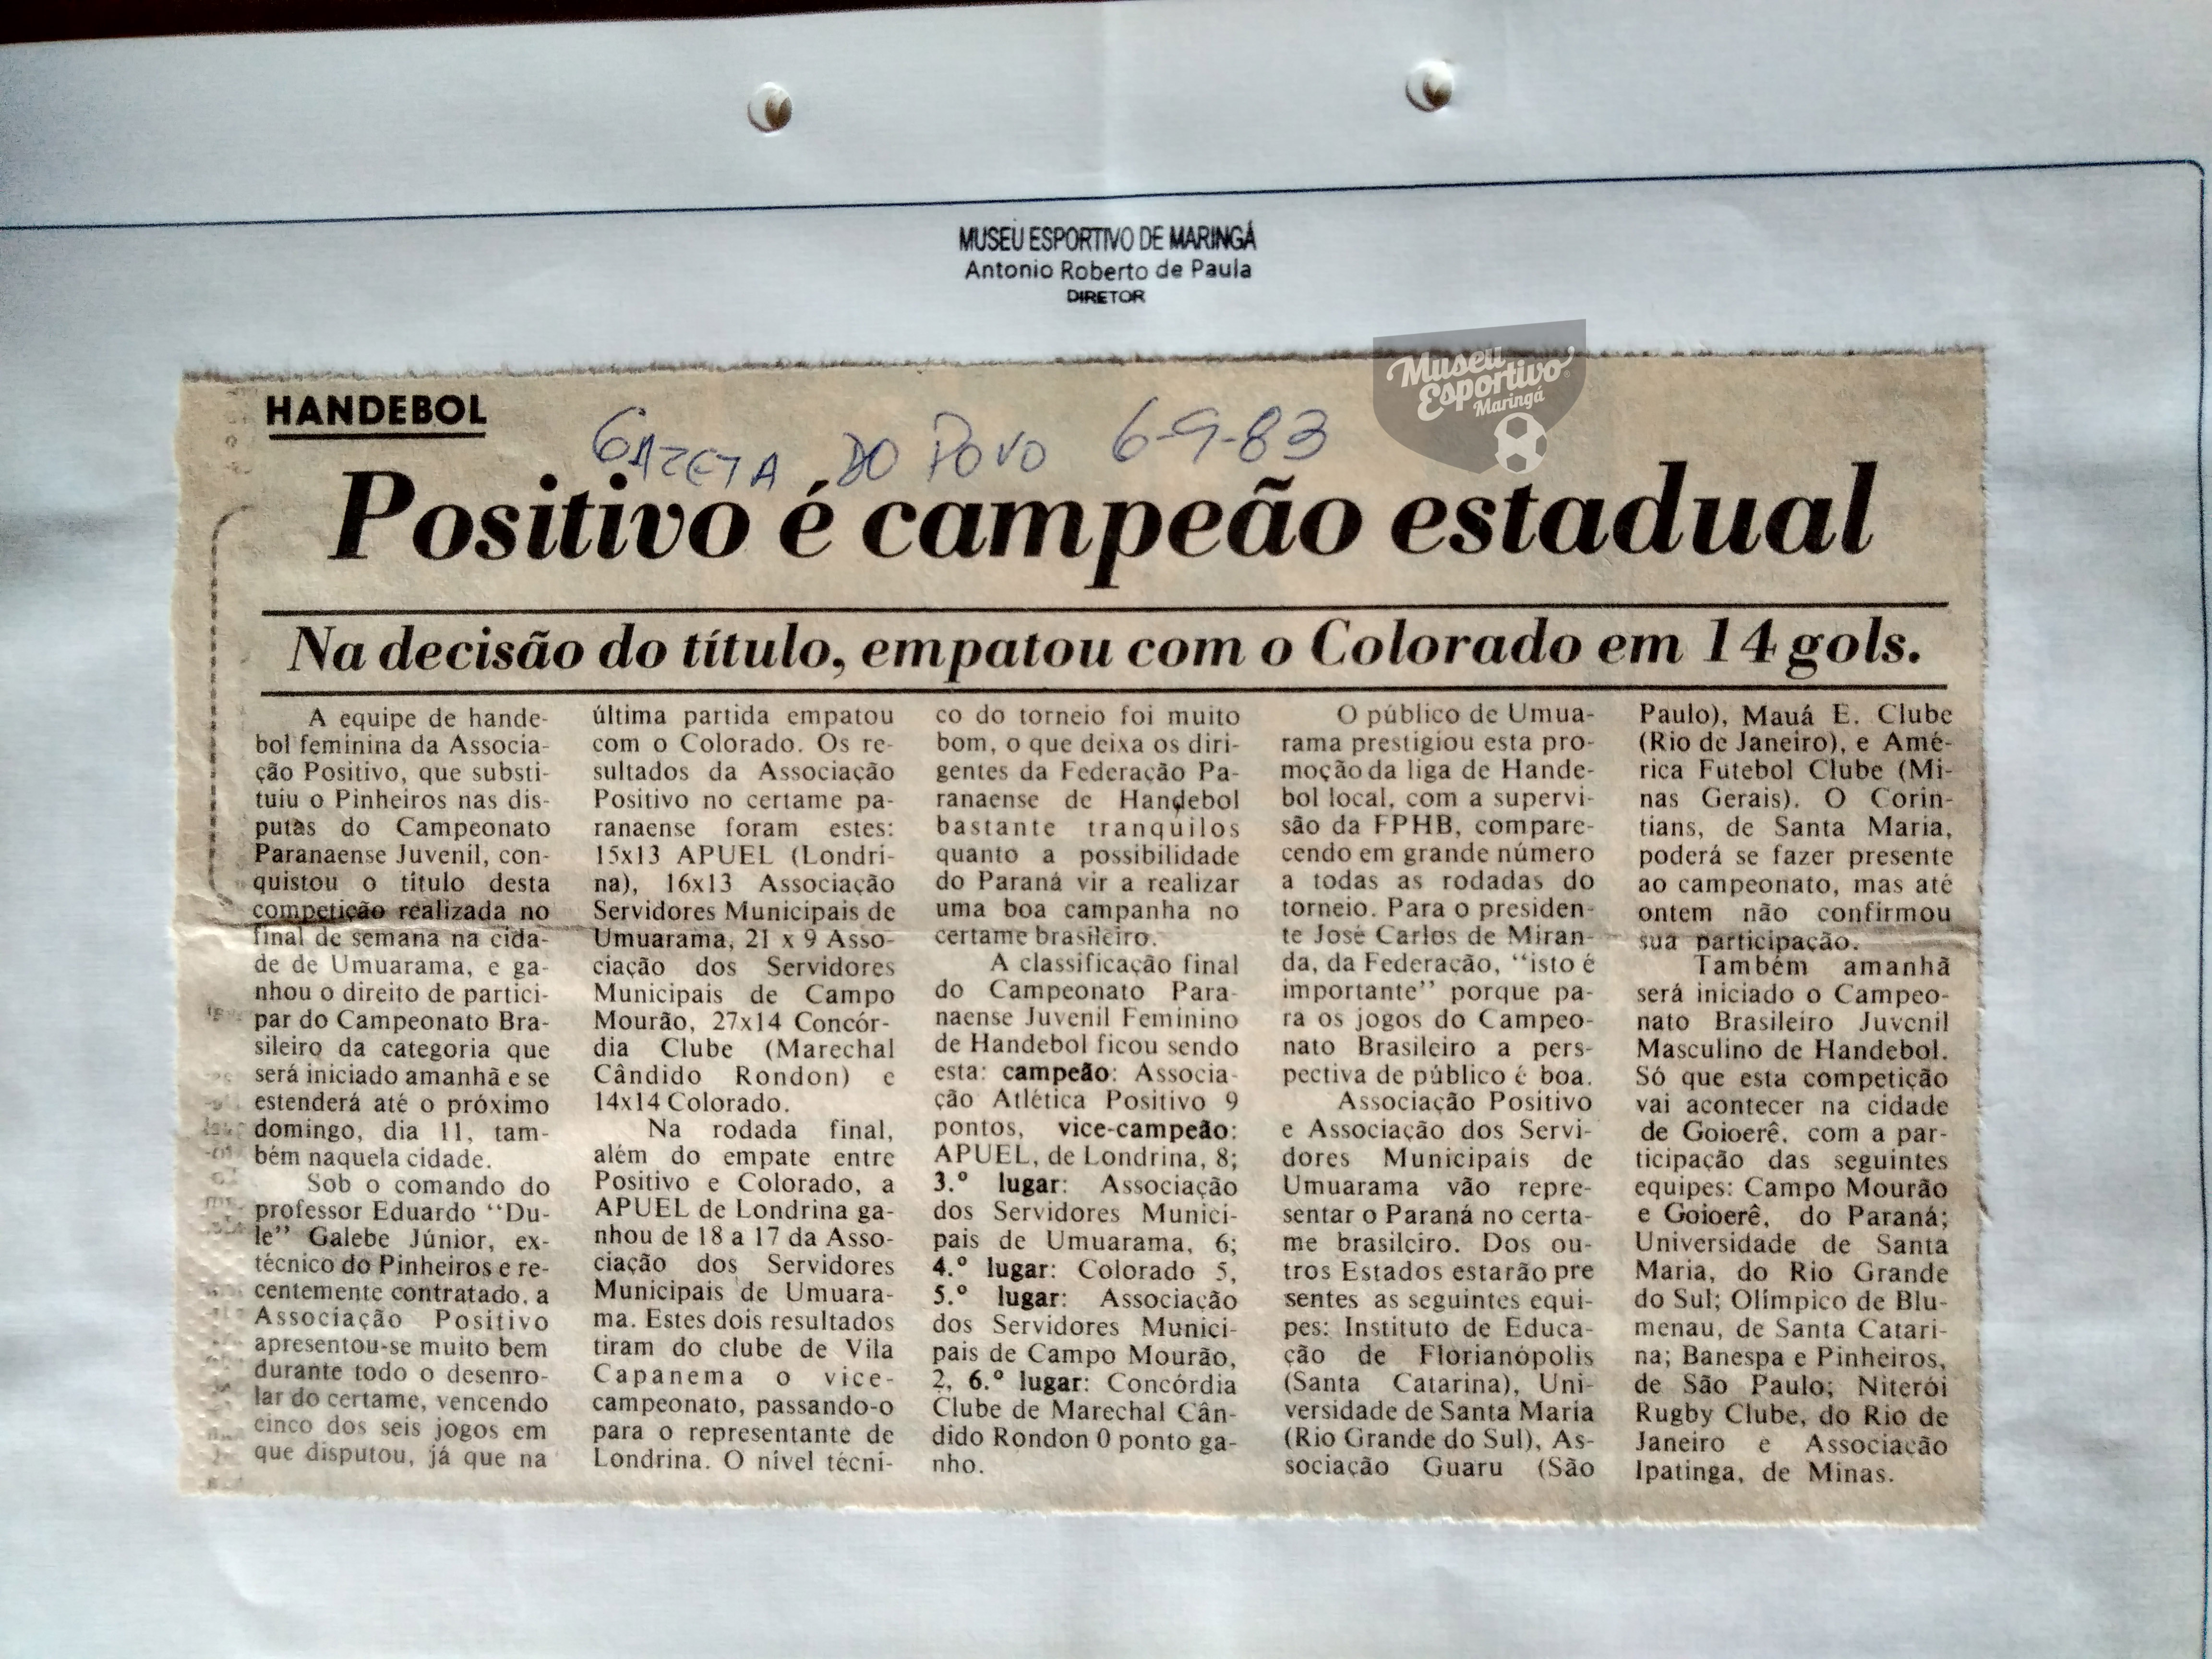 MUSEU ESPORTIVO DE MARINGÁ
Antonio Roberto de Paula
DIRETOR
Museu
Esportivo
Maringá
HANDEBOL
GAZETA DO POVO 6-9-83
Positivo é campeão estadual
Na decisão do título, empatou com o Colorado em 14 gols.
A equipe de hande-
bol feminina da Associa-
ção Positivo, que substi-
tuiu o Pinheiros nas dis-
putas do Campeonato
Paranaense Juvenil, con-
quistou o título desta
competição realizada no
final de semana na cida-
de de Umuarama, e ga-
nhou o direito de partici-
par do Campeonato Bra-
sileiro da categoria que
será iniciado amanhã e se
estenderá até o próximo
domingo, dia 11, tam-
bém naquela cidade.
Sob o comando do
professor Eduardo “Du-
le” Galebe Júnior, ex-
técnico do Pinheiros e re-
centemente contratado, a
Associação Positivo
apresentou-se muito bem
durante todo o desenro-
lar do certame, vencendo
cinco dos seis jogos em
que disputou, já que na
última partida empatou
com o Colorado. Os re-
sultados da Associação
Positivo no certame pa-
ranaense foram estes:
15x13 APUEL (Londri-
na), 16x13 Associação
Servidores Municipais de
Umuarama, 21 x 9 Asso-
ciação dos Servidores
Municipais de Campo
Mourão, 27x14 Concór-
dia Clube (Marechal
Cândido Rondon) e
14x14 Colorado.
Na rodada final,
além do empate entre
Positivo e Colorado, a
APUEL de Londrina ga-
nhou de 18 a 17 da Asso-
ciação dos Servidores
Municipais de Umuara-
ma. Estes dois resultados
tiram do clube de Vila
Capanema o vice-
campeonato, passando-o
para o representante de
Londrina. O nível técni-
co do torneio foi muito
bom, o que deixa os diri-
gentes da Federação Pa-
ranaense de Handebol
bastante tranquilos
quanto a possibilidade
do Paraná vir a realizar
uma boa campanha no
certame brasileiro.
A classificação final
do Campeonato Para-
naense Juvenil Feminino
de Handebol ficou sendo
esta: campeão: Associa-
ção Atlética Positivo 9
pontos, vice-campeão:
APUEL, de Londrina, 8;
3.º lugar: Associação
dos Servidores Munici-
pais de Umuarama, 6;
4.º lugar: Colorado 5,
5.º lugar: Associação
dos Servidores Munici-
pais de Campo Mourão,
2, 6.º lugar: Concórdia
Clube de Marechal Cân-
dido Rondon 0 ponto ga-
nho.
O público de Umua-
rama prestigiou esta pro-
moção da liga de Hande-
bol local, com a supervi-
são da FPHB, compare-
cendo em grande número
a todas as rodadas do
torneio. Para o presiden-
te José Carlos de Miran-
da, da Federação, “isto é
importante” porque pa-
ra os jogos do Campeo-
nato Brasileiro a pers-
pectiva de público é boa.
Associação Positivo
e Associação dos Servi-
dores Municipais de
Umuarama vão repre-
sentar o Paraná no certa-
me brasileiro. Dos ou-
tros Estados estarão pre
sentes as seguintes equi-
pes: Instituto de Educa-
ção de Florianópolis
(Santa Catarina), Uni-
versidade de Santa Maria
(Rio Grande do Sul), As-
sociação Guaru (São
Paulo), Mauá E. Clube
(Rio de Janeiro), e Amé-
rica Futebol Clube (Mi-
nas Gerais). O Corin-
tians, de Santa Maria,
poderá se fazer presente
ao campeonato, mas até
ontem não confirmou
sua participação.
Também amanhã
será iniciado o Campeo-
nato Brasileiro Juvenil
Masculino de Handebol.
Só que esta competição
vai acontecer na cidade
de Goioerê, com a par-
ticipação das seguintes
equipes: Campo Mourão
e Goioerê, do Paraná;
Universidade de Santa
Maria, do Rio Grande
do Sul; Olímpico de Blu-
menau, de Santa Catari-
na; Banespa e Pinheiros,
de São Paulo; Niterói
Rugby Clube, do Rio de
Janeiro e Associação
Ipatinga, de Minas.